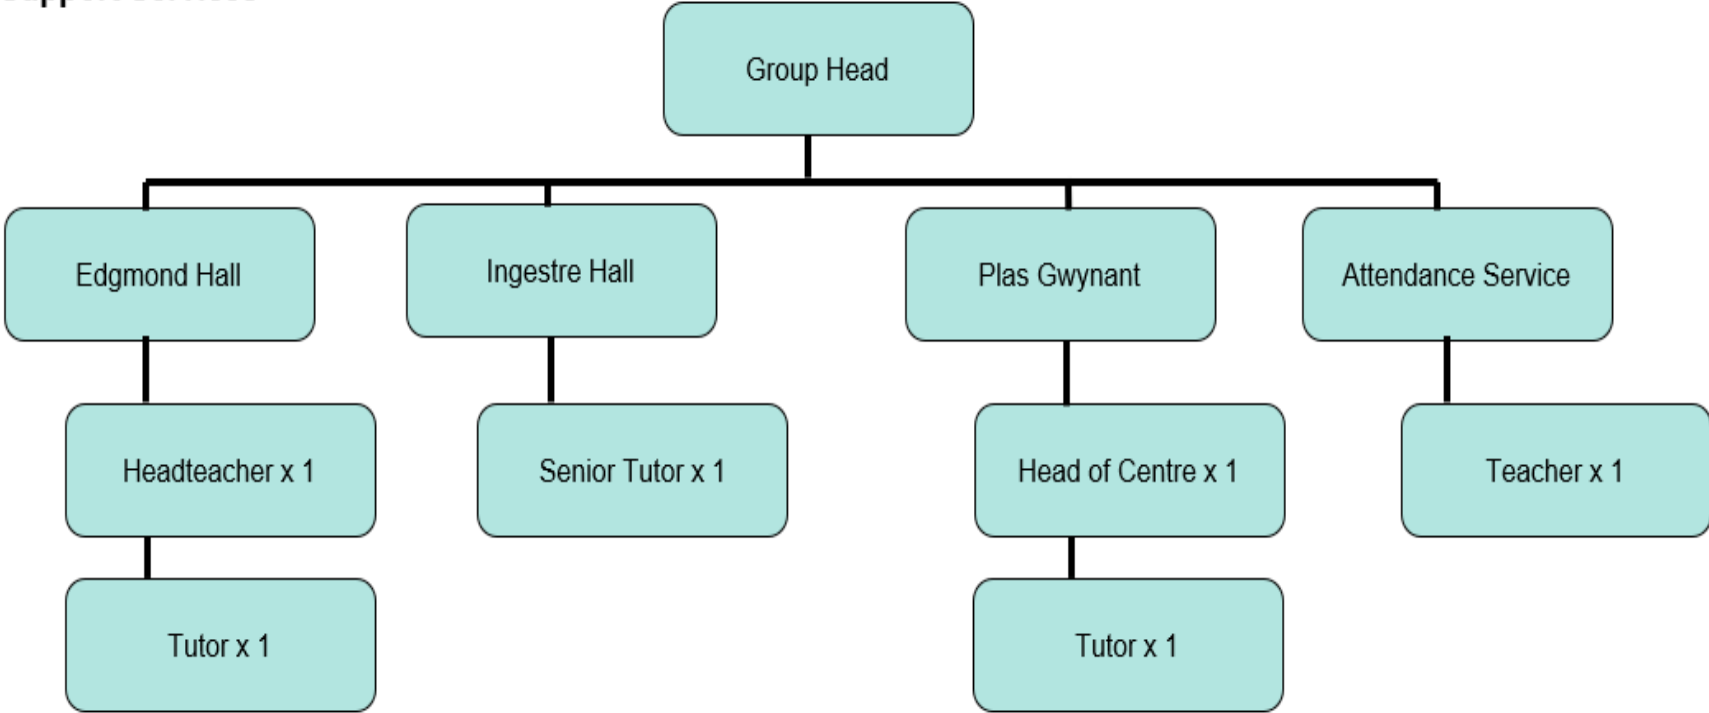 Group Head
Edgmond Hall
Ingestre Hall
Plas Gwynant
Attendance Service
Headteacher x 1
Senior Tutor x 1
Head of Centre x 1
Teacher x 1
Tutor x 1
Tutor x 1